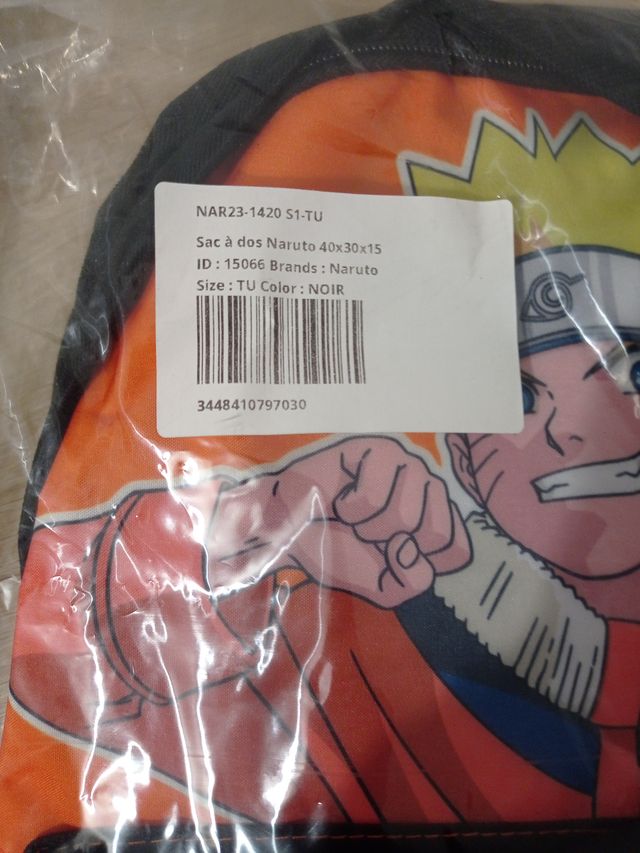 NAR23-1420 S1-TU
Sac à dos Naruto 40x30x15
ID : 15066 Brands : Naruto
Size : TU Color : NOIR
3448410797030